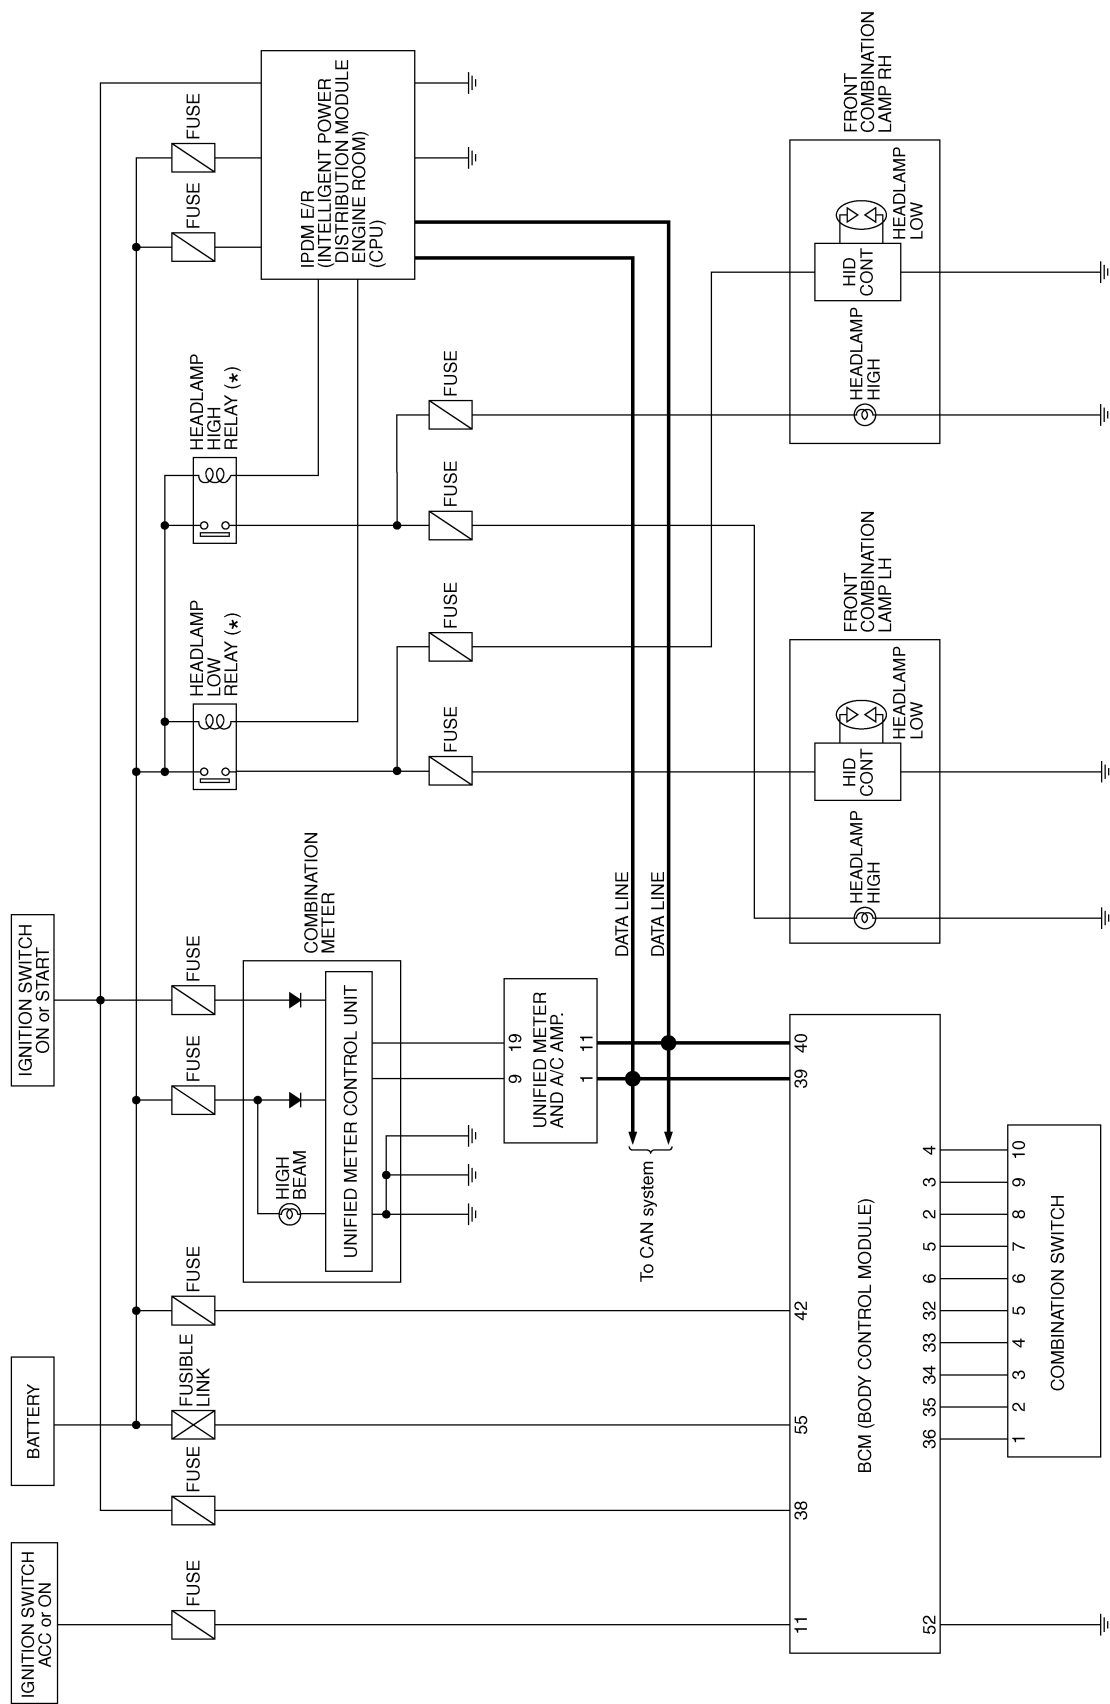 IGNITION SWITCH
ACC or ON
BATTERY
IGNITION SWITCH
ON or START
FUSE
FUSE
FUSIBLE
LINK
FUSE
FUSE
FUSE
HEADLAMP
LOW
RELAY (*)
HEADLAMP
HIGH
RELAY (*)
FUSE
FUSE
HIGH
BEAM
UNIFIED METER CONTROL UNIT
COMBINATION
METER
IPDM E/R
(INTELLIGENT POWER
DISTRIBUTION MODULE
ENGINE ROOM)
(CPU)
FUSE
FUSE
FUSE
FUSE
9
19
UNIFIED METER
AND A/C AMP.
1
11
DATA LINE
DATA LINE
To CAN system
11
38
55
42
39
40
BCM (BODY CONTROL MODULE)
52
36
35
34
33
32
6
5
2
3
4
1
2
3
4
5
6
7
8
9
10
COMBINATION SWITCH
FRONT
COMBINATION
LAMP LH
HEADLAMP
HIGH
HID
CONT
HEADLAMP
LOW
FRONT
COMBINATION
LAMP RH
HEADLAMP
HIGH
HID
CONT
HEADLAMP
LOW